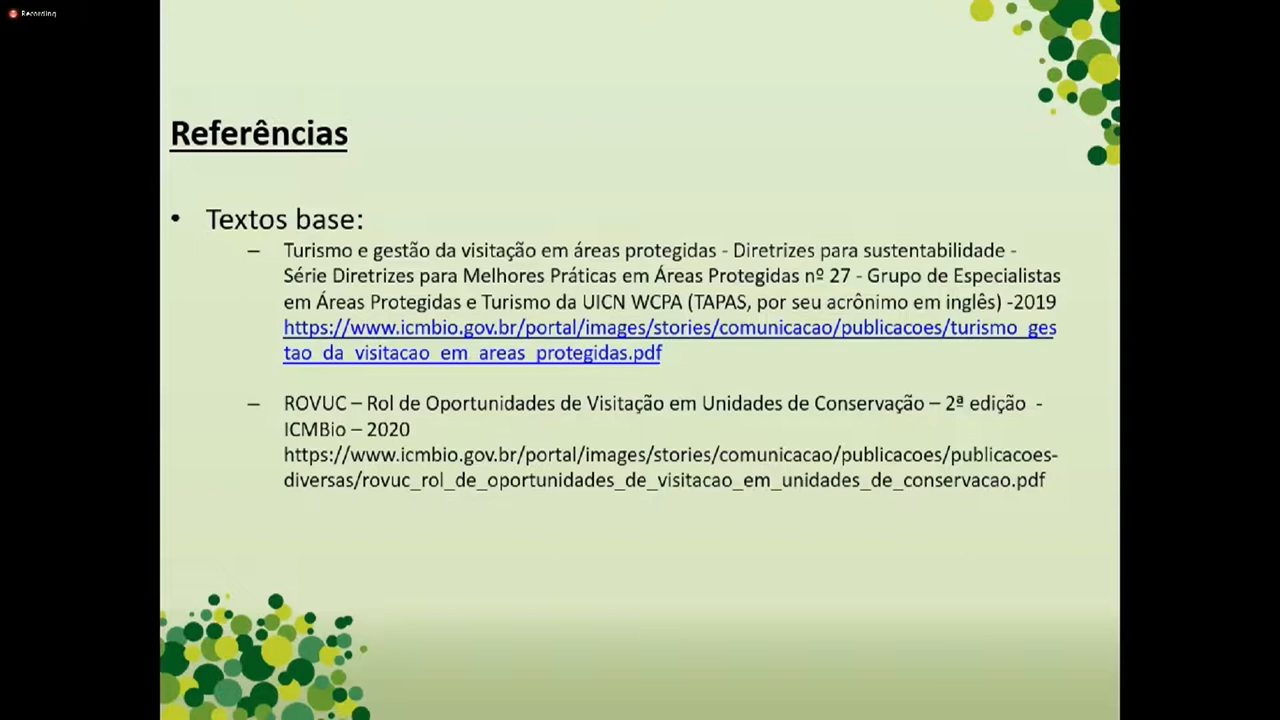 Recording
Referências
• Textos base:
– Turismo e gestão da visitação em áreas protegidas - Diretrizes para sustentabilidade -
Série Diretrizes para Melhores Práticas em Áreas Protegidas nº 27 - Grupo de Especialistas
em Áreas Protegidas e Turismo da UICN WCPA (TAPAS, por seu acrônimo em inglês) -2019
https://www.icmbio.gov.br/portal/images/stories/comunicacao/publicacoes/turismo_ges
tao_da_visitacao_em_areas_protegidas.pdf
– ROVUC – Rol de Oportunidades de Visitação em Unidades de Conservação – 2ª edição -
ICMBio – 2020
https://www.icmbio.gov.br/portal/images/stories/comunicacao/publicacoes/publicacoes-
diversas/rovuc_rol_de_oportunidades_de_visitacao_em_unidades_de_conservacao.pdf